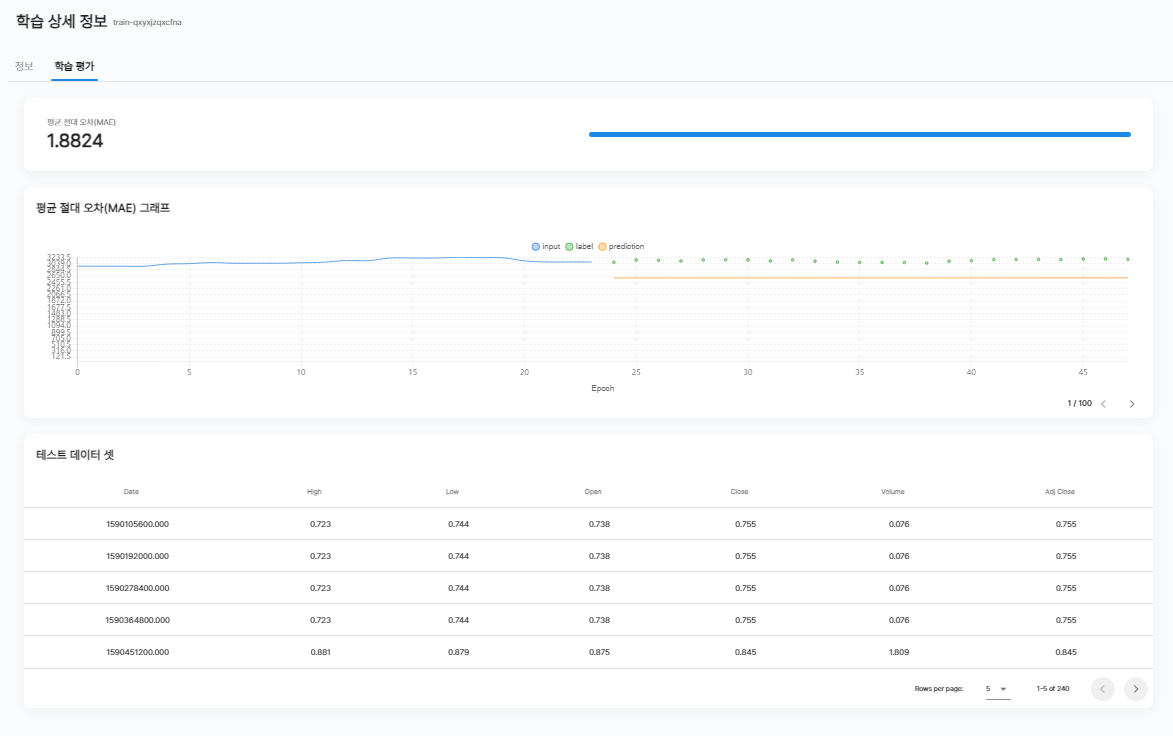 학습 상세 정보 train-qxyxjzqxcfna
정보 학습 평가
평균 절대 오차(MAE)
1.8824
평균 절대 오차(MAE) 그래프
input label prediction
3233.5
3039.0
2844.5
2650.0
2455.5
2261.0
2066.5
1872.0
1677.5
1483.0
1288.5
1094.0
899.5
705.0
510.5
316.0
121.5
0 5 10 15 20 25 30 35 40 45
Epoch
1 / 100
테스트 데이터 셋
Date High Low Open Close Volume Adj Close
1590105600.000 0.723 0.744 0.738 0.755 0.076 0.755
1590192000.000 0.723 0.744 0.738 0.755 0.076 0.755
1590278400.000 0.723 0.744 0.738 0.755 0.076 0.755
1590364800.000 0.723 0.744 0.738 0.755 0.076 0.755
1590451200.000 0.881 0.879 0.875 0.845 1.809 0.845
Rows per page: 5 1-5 of 240